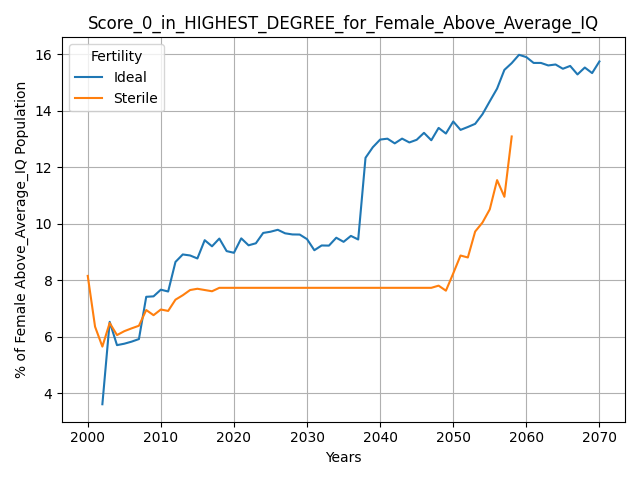 Score_0_in_HIGHEST_DEGREE_for_Female_Above_Average_IQ
Fertility
Ideal
Sterile
% of Female Above_Average_IQ Population
16
14
12
10
8
6
4
2000 2010 2020 2030 2040 2050 2060 2070
Years